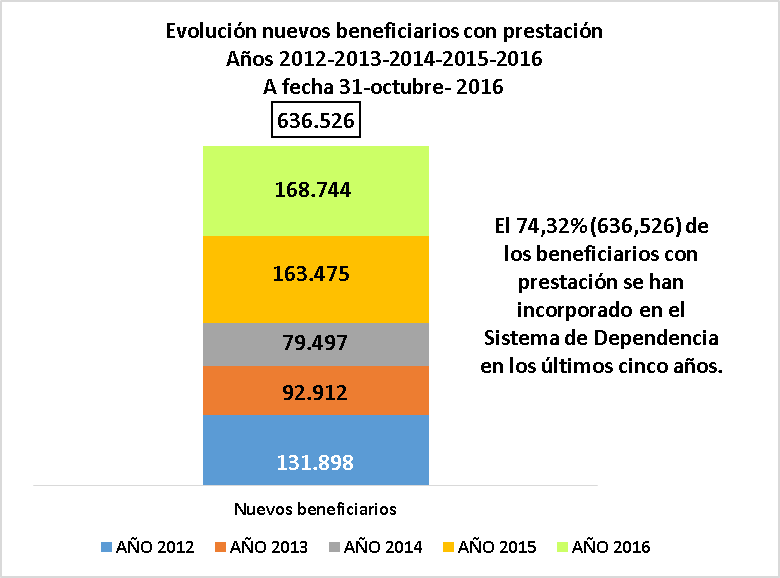 Evolución nuevos beneficiarios con prestación
Años 2012-2013-2014-2015-2016
A fecha 31-octubre- 2016
636.526
168.744
163.475
79.497
92.912
131.898
El 74,32% (636,526) de
los beneficiarios con
prestación se han
incorporado en el
Sistema de Dependencia
en los últimos cinco años.
Nuevos beneficiarios
AÑO 2012 AÑO 2013 AÑO 2014 AÑO 2015 AÑO 2016